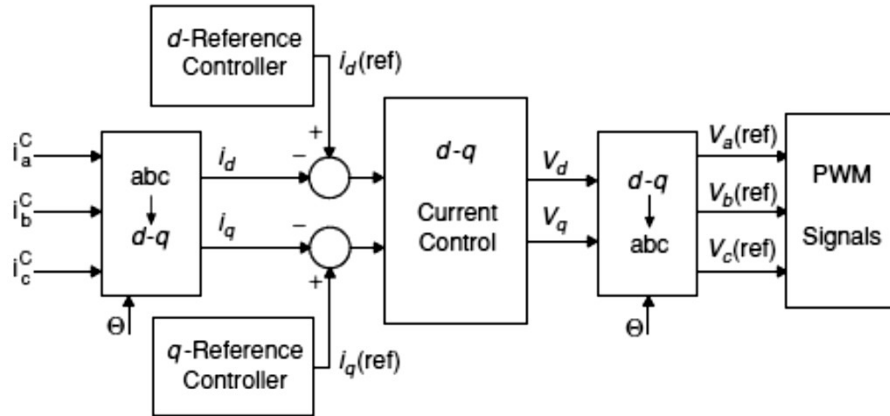 d-Reference
Controller
i_d(ref)
+
i_a^C
i_b^C
i_c^C
abc
d-q
Θ
i_d
−
i_q
−
+
q-Reference
Controller
i_q(ref)
d-q
Current
Control
V_d
V_q
d-q
abc
Θ
V_a(ref)
V_b(ref)
V_c(ref)
PWM
Signals